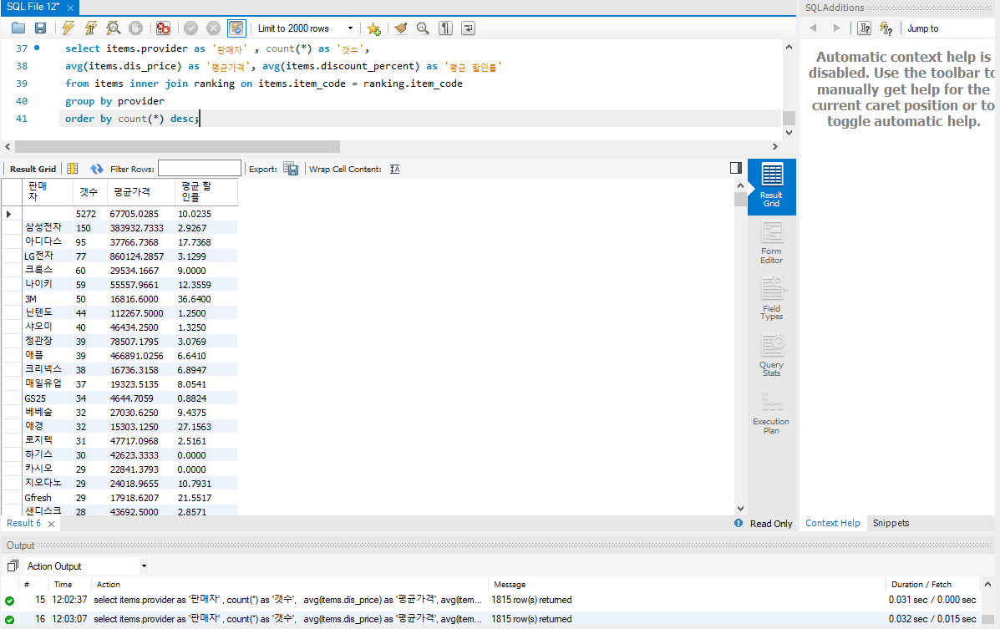 SQL File 12*
SQLAdditions
Limit to 2000 rows
Jump to
37 select items.provider as '판매자' , count(*) as '갯수',
38 avg(items.dis_price) as '평균가격', avg(items.discount_percent) as '평균 할인률'
39 from items inner join ranking on items.item_code = ranking.item_code
40 group by provider
41 order by count(*) desc;
Automatic context help is
disabled. Use the toolbar to
manually get help for the
current caret position or to
toggle automatic help.
Result Grid Filter Rows: Export: Wrap Cell Content:
판매자 갯수 평균가격 평균 할인률
5272 67705.0285 10.0235
삼성전자 150 383932.7333 2.9267
아디다스 95 37766.7368 17.7368
LG전자 77 860124.2857 3.1299
크록스 60 29534.1667 9.0000
나이키 59 55557.9661 12.3559
3M 50 16816.6000 36.6400
닌텐도 44 112267.5000 1.2500
샤오미 40 46434.2500 1.3250
정관장 39 78507.1795 3.0769
애플 39 466891.0256 6.6410
크리넥스 38 16736.3158 6.8947
매일유업 37 19323.5135 8.0541
GS25 34 4644.7059 0.8824
베베숲 32 27030.6250 9.4375
애경 32 15303.1250 27.1563
로지텍 31 47717.0968 2.5161
하기스 30 42623.3333 0.0000
카시오 29 22841.3793 0.0000
지오다노 29 24018.9655 10.7931
Gfresh 29 17918.6207 21.5517
샌디스크 28 43692.5000 2.8571
Result Grid
Form Editor
Field Types
Query Stats
Execution Plan
Result 6
Read Only
Context Help Snippets
Output
Action Output
# Time Action Message Duration / Fetch
15 12:02:37 select items.provider as '판매자' , count(*) as '갯수', avg(items.dis_price) as '평균가격', avg(item... 1815 row(s) returned 0.031 sec / 0.000 sec
16 12:03:07 select items.provider as '판매자' , count(*) as '갯수', avg(items.dis_price) as '평균가격', avg(item... 1815 row(s) returned 0.032 sec / 0.015 sec